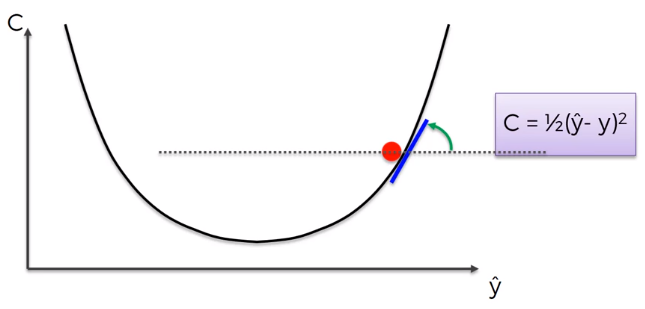 C
C = ½(ŷ- y)²
ŷ